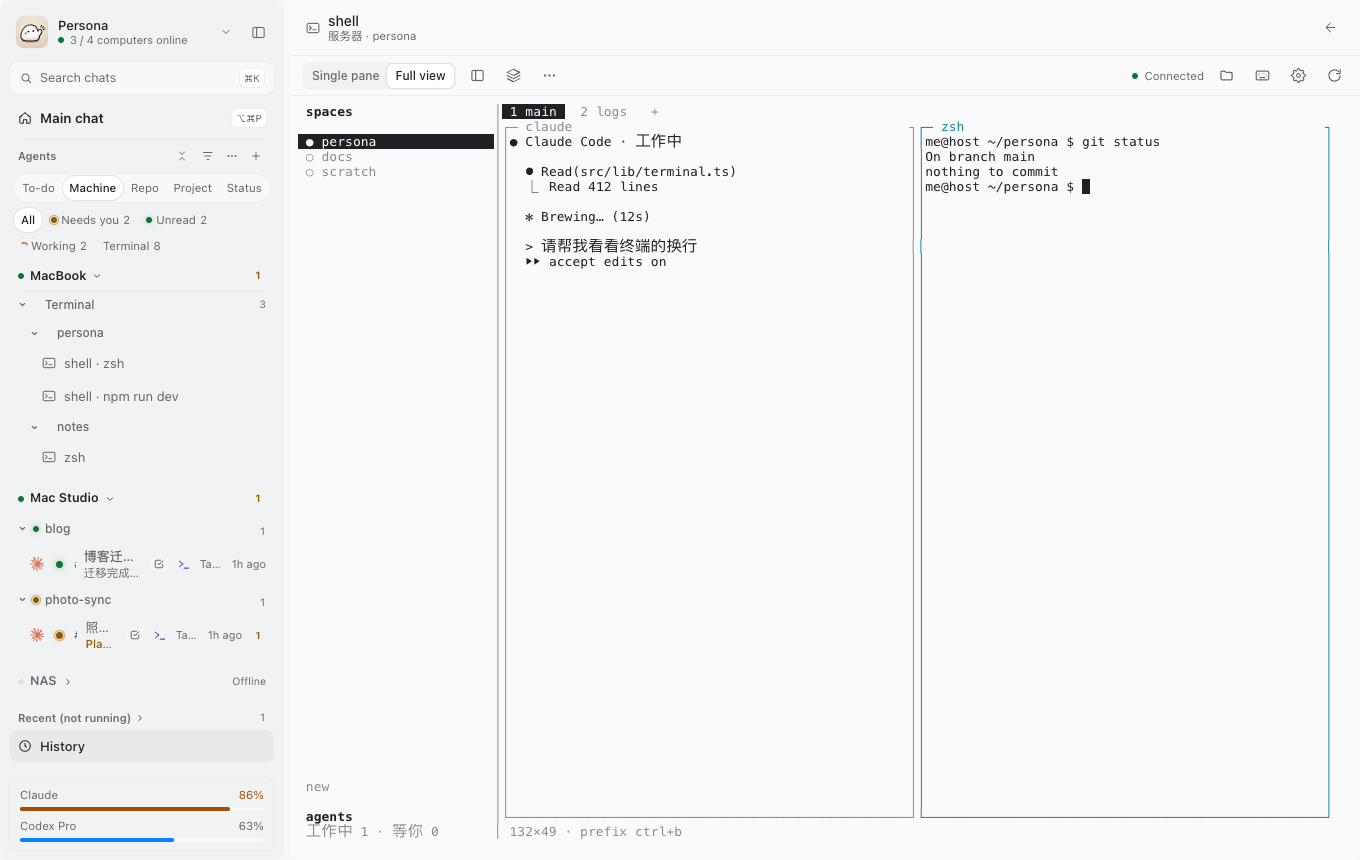 Persona
3 / 4 computers online
Search chats ⌘K
Main chat ⌥⌘P
Agents
To-do Machine Repo Project Status
All Needs you 2 Unread 2
Working 2 Terminal 8
MacBook 1
Terminal 3
persona
shell · zsh
shell · npm run dev
notes
zsh
Mac Studio 1
blog 1
博客迁... Ta... 1h ago
迁移完成...
photo-sync 1
照... Ta... 1h ago 1
Pla...
NAS Offline
Recent (not running) 1
History
Claude 86%
Codex Pro 63%
shell
服务器 · persona
Single pane Full view
Connected
spaces
● persona
○ docs
○ scratch
new
agents
工作中 1 · 等你 0
1 main 2 logs +
claude
● Claude Code · 工作中
● Read(src/lib/terminal.ts)
⎿ Read 412 lines
✻ Brewing… (12s)
> 请帮我看看终端的换行
⏵⏵ accept edits on
132×49 · prefix ctrl+b
zsh
me@host ~/persona $ git status
On branch main
nothing to commit
me@host ~/persona $